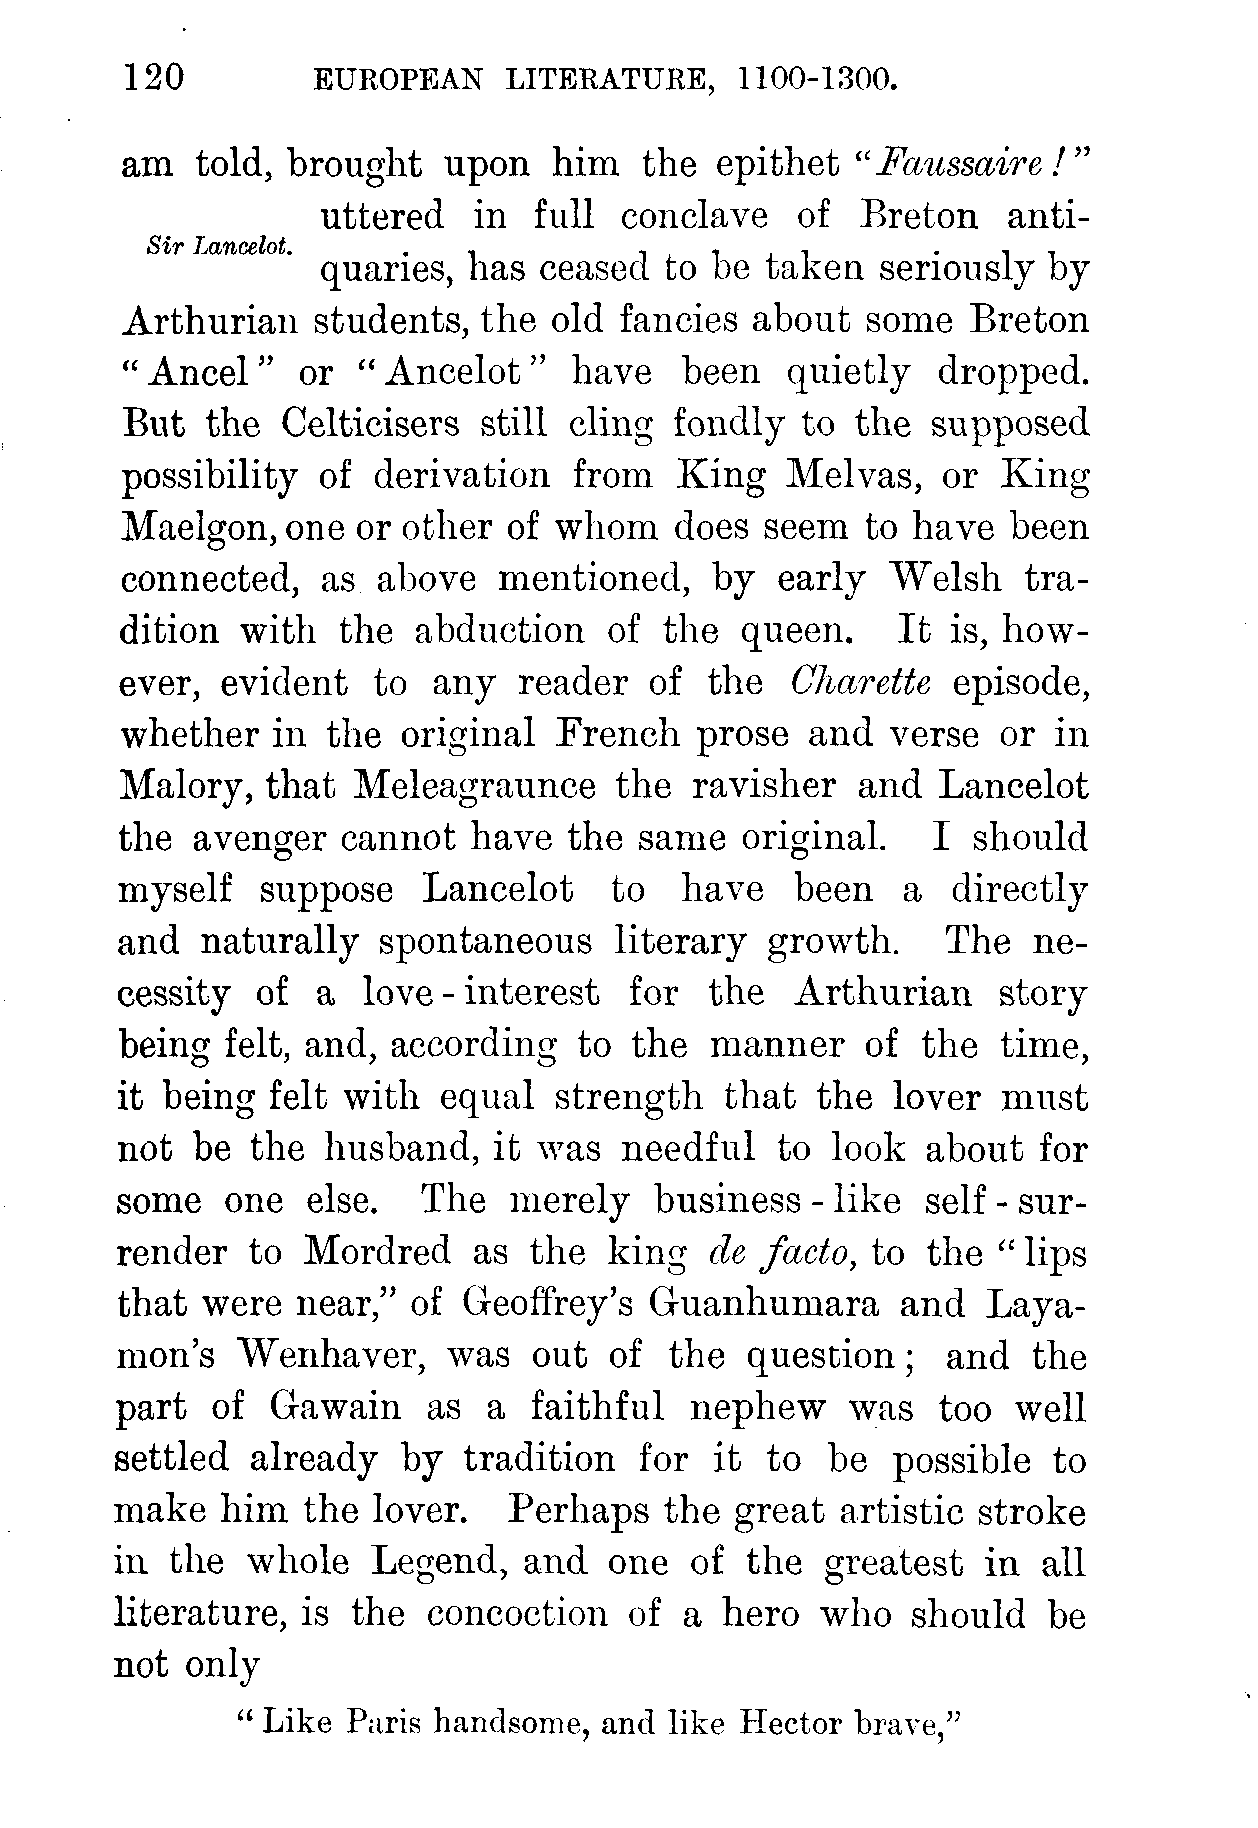 120 EUROPEAN LITERATURE, 1100-1300.
am told, brought upon him the epithet “Faussaire!”
uttered in full conclave of Breton anti-
Sir Lancelot.
quaries, has ceased to be taken seriously by
Arthurian students, the old fancies about some Breton
“Ancel” or “Ancelot” have been quietly dropped.
But the Celticisers still cling fondly to the supposed
possibility of derivation from King Melvas, or King
Maelgon, one or other of whom does seem to have been
connected, as above mentioned, by early Welsh tra-
dition with the abduction of the queen. It is, how-
ever, evident to any reader of the Charette episode,
whether in the original French prose and verse or in
Malory, that Meleagraunce the ravisher and Lancelot
the avenger cannot have the same original. I should
myself suppose Lancelot to have been a directly
and naturally spontaneous literary growth. The ne-
cessity of a love-interest for the Arthurian story
being felt, and, according to the manner of the time,
it being felt with equal strength that the lover must
not be the husband, it was needful to look about for
some one else. The merely business-like self-sur-
render to Mordred as the king de facto, to the “lips
that were near,” of Geoffrey’s Guanhumara and Laya-
mon’s Wenhaver, was out of the question; and the
part of Gawain as a faithful nephew was too well
settled already by tradition for it to be possible to
make him the lover. Perhaps the great artistic stroke
in the whole Legend, and one of the greatest in all
literature, is the concoction of a hero who should be
not only
“Like Paris handsome, and like Hector brave,”